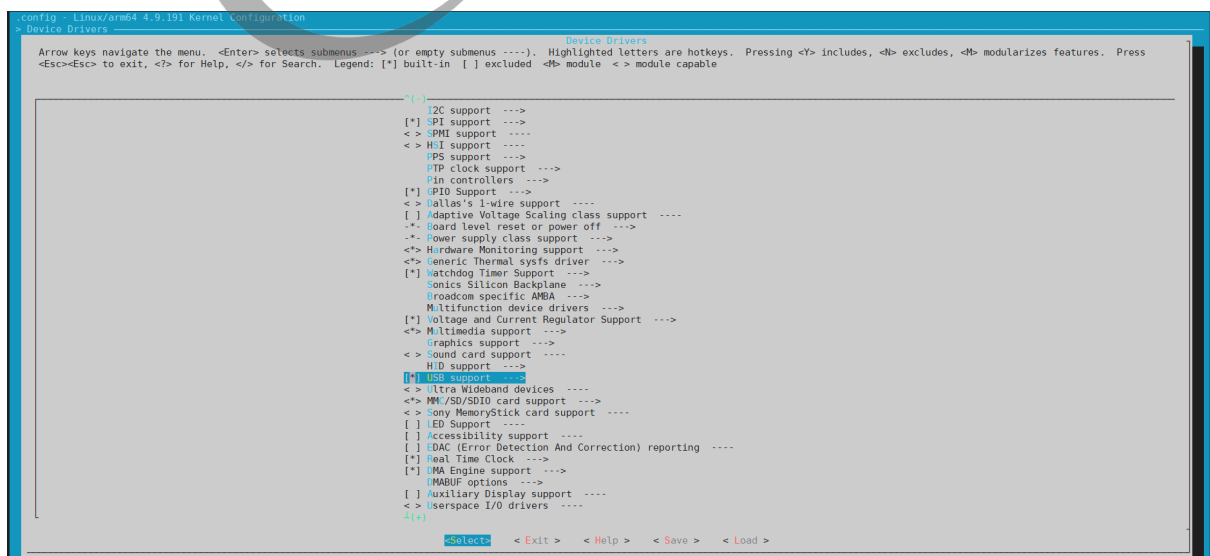 .config - Linux/arm64 4.9.191 Kernel Configuration
> Device Drivers
Device Drivers
Arrow keys navigate the menu. <Enter> selects submenus ---> (or empty submenus ----). Highlighted letters are hotkeys. Pressing <Y> includes, <N> excludes, <M> modularizes features. Press
<Esc><Esc> to exit, <?> for Help, </> for Search. Legend: [*] built-in [ ] excluded <M> module < > module capable
^(-)
I2C support --->
[*] SPI support --->
< > SPMI support ----
< > HSI support ----
PPS support --->
PTP clock support --->
Pin controllers --->
[*] GPIO Support --->
< > Dallas's 1-wire support ----
[ ] Adaptive Voltage Scaling class support ----
-*- Board level reset or power off --->
-*- Power supply class support --->
<*> Hardware Monitoring support --->
<*> Generic Thermal sysfs driver --->
[*] Watchdog Timer Support --->
Sonics Silicon Backplane --->
Broadcom specific AMBA --->
Multifunction device drivers --->
[*] Voltage and Current Regulator Support --->
<*> Multimedia support --->
Graphics support --->
< > Sound card support ----
HID support --->
[*] USB support --->
< > Ultra Wideband devices ----
<*> MMC/SD/SDIO card support --->
< > Sony MemoryStick card support ----
[ ] LED Support ----
[ ] Accessibility support ----
[ ] EDAC (Error Detection And Correction) reporting ----
[*] Real Time Clock --->
[*] DMA Engine support --->
DMABUF options --->
[ ] Auxiliary Display support ----
< > Userspace I/O drivers ----
┴(+)
<Select> < Exit > < Help > < Save > < Load >